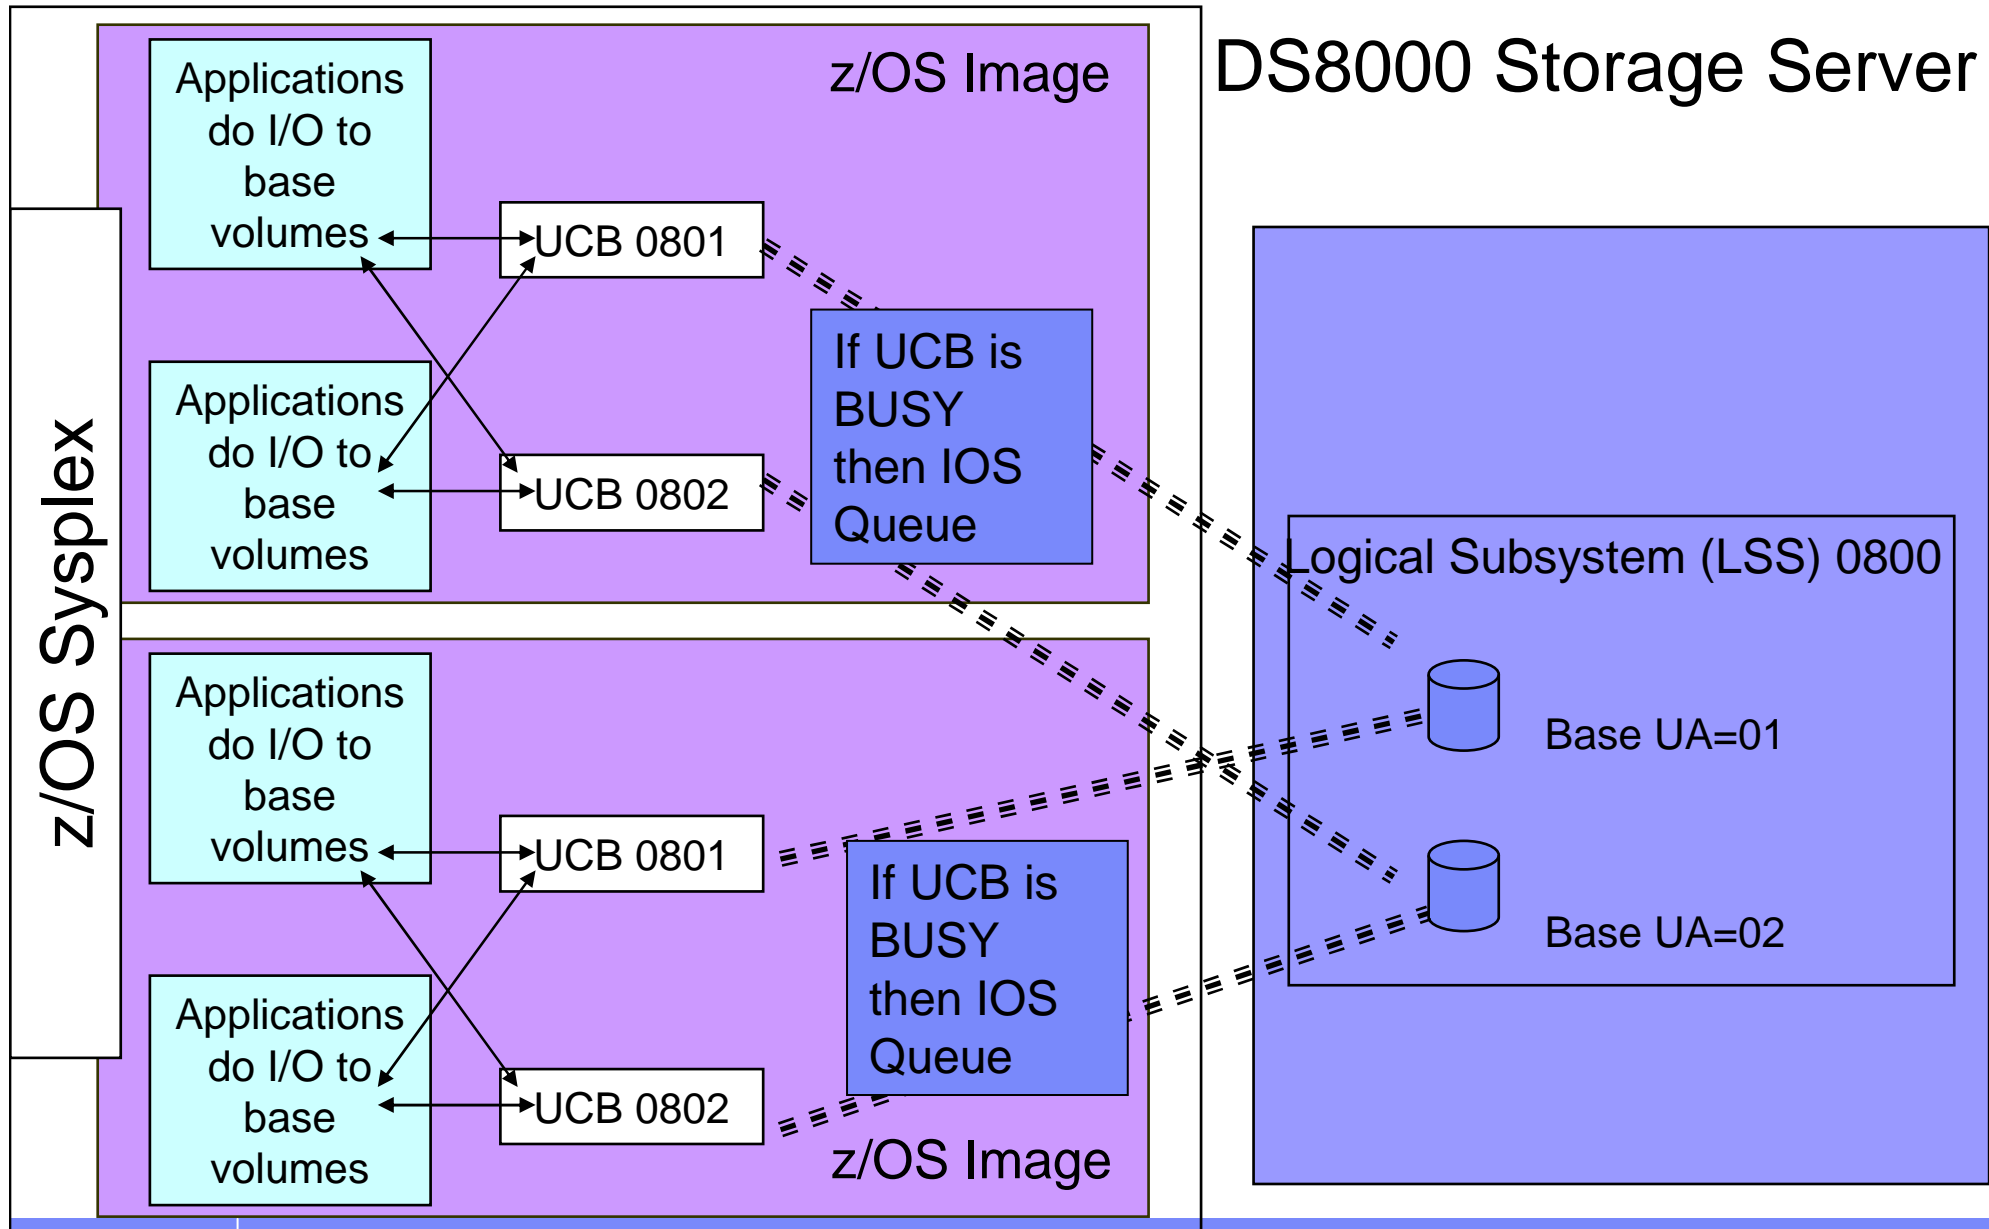 z/OS Sysplex
z/OS Image
DS8000 Storage Server
Applications
do I/O to
base
volumes
UCB 0801
If UCB is
BUSY
then IOS
Queue
Applications
do I/O to
base
volumes
UCB 0802
Logical Subsystem (LSS) 0800
Base UA=01
Base UA=02
Applications
do I/O to
base
volumes
UCB 0801
If UCB is
BUSY
then IOS
Queue
Applications
do I/O to
base
volumes
UCB 0802
z/OS Image